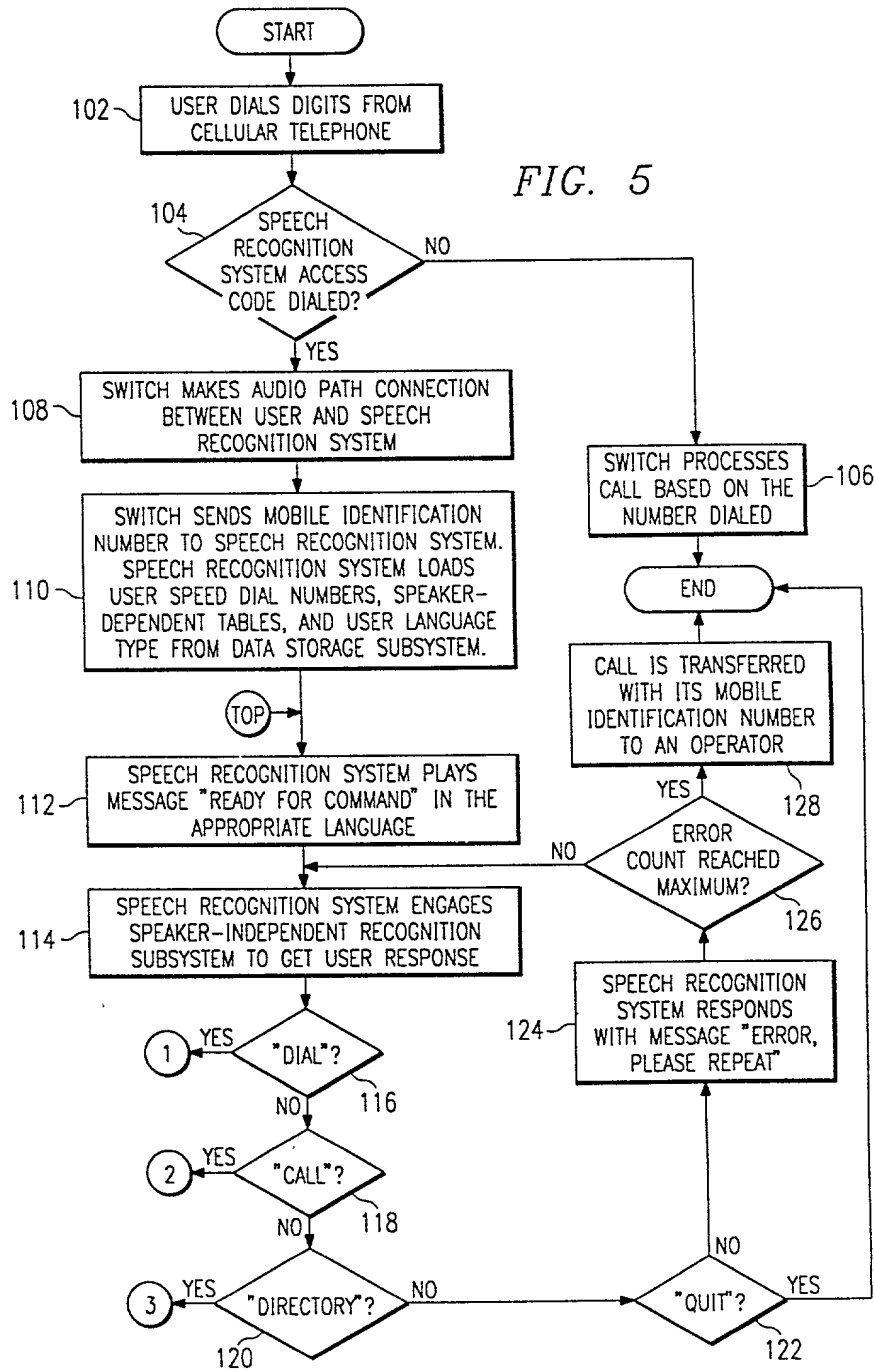 START
102
USER DIALS DIGITS FROM
CELLULAR TELEPHONE
FIG. 5
104
SPEECH
RECOGNITION
SYSTEM ACCESS
CODE DIALED?
NO
YES
108
SWITCH MAKES AUDIO PATH CONNECTION
BETWEEN USER AND SPEECH
RECOGNITION SYSTEM
SWITCH PROCESSES
CALL BASED ON THE
NUMBER DIALED
106
110
SWITCH SENDS MOBILE IDENTIFICATION
NUMBER TO SPEECH RECOGNITION SYSTEM.
SPEECH RECOGNITION SYSTEM LOADS
USER SPEED DIAL NUMBERS, SPEAKER-
DEPENDENT TABLES, AND USER LANGUAGE
TYPE FROM DATA STORAGE SUBSYSTEM.
END
TOP
CALL IS TRANSFERRED
WITH ITS MOBILE
IDENTIFICATION NUMBER
TO AN OPERATOR
128
112
SPEECH RECOGNITION SYSTEM PLAYS
MESSAGE "READY FOR COMMAND" IN THE
APPROPRIATE LANGUAGE
YES
NO
ERROR
COUNT REACHED
MAXIMUM?
126
114
SPEECH RECOGNITION SYSTEM ENGAGES
SPEAKER-INDEPENDENT RECOGNITION
SUBSYSTEM TO GET USER RESPONSE
124
SPEECH RECOGNITION
SYSTEM RESPONDS
WITH MESSAGE "ERROR,
PLEASE REPEAT"
1
YES
"DIAL"?
116
NO
2
YES
"CALL"?
118
NO
3
YES
"DIRECTORY"?
120
NO
NO
"QUIT"?
YES
122